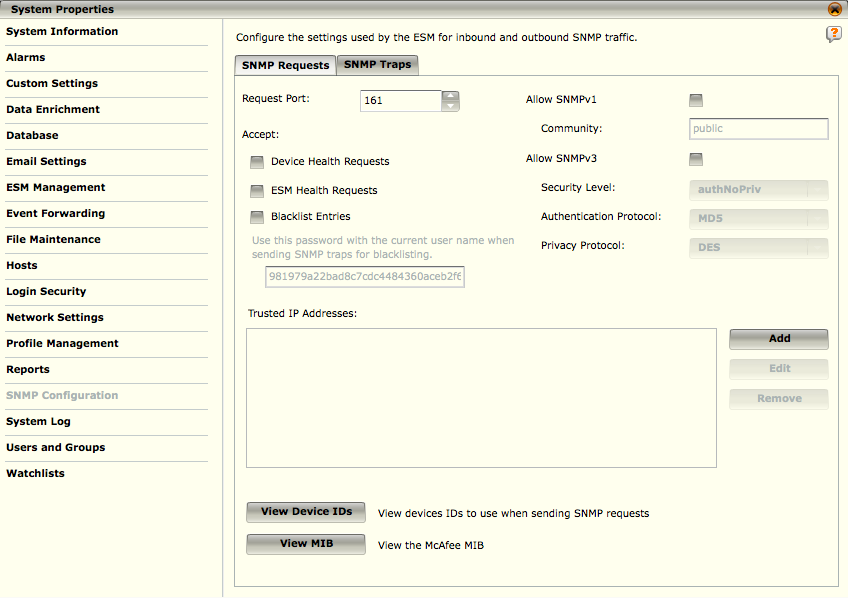 System Properties
System Information
Alarms
Custom Settings
Data Enrichment
Database
Email Settings
ESM Management
Event Forwarding
File Maintenance
Hosts
Login Security
Network Settings
Profile Management
Reports
SNMP Configuration
System Log
Users and Groups
Watchlists
Configure the settings used by the ESM for inbound and outbound SNMP traffic.
?
SNMP Requests
SNMP Traps
Request Port:
161
Accept:
Device Health Requests
ESM Health Requests
Blacklist Entries
Use this password with the current user name when
sending SNMP traps for blacklisting.
981979a22bad8c7cdc4484360aceb2f6
Allow SNMPv1
Community:
public
Allow SNMPv3
Security Level:
authNoPriv
Authentication Protocol:
MD5
Privacy Protocol:
DES
Trusted IP Addresses:
Add
Edit
Remove
View Device IDs
View devices IDs to use when sending SNMP requests
View MIB
View the McAfee MIB